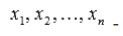 x₁, x₂, ..., xₙ _